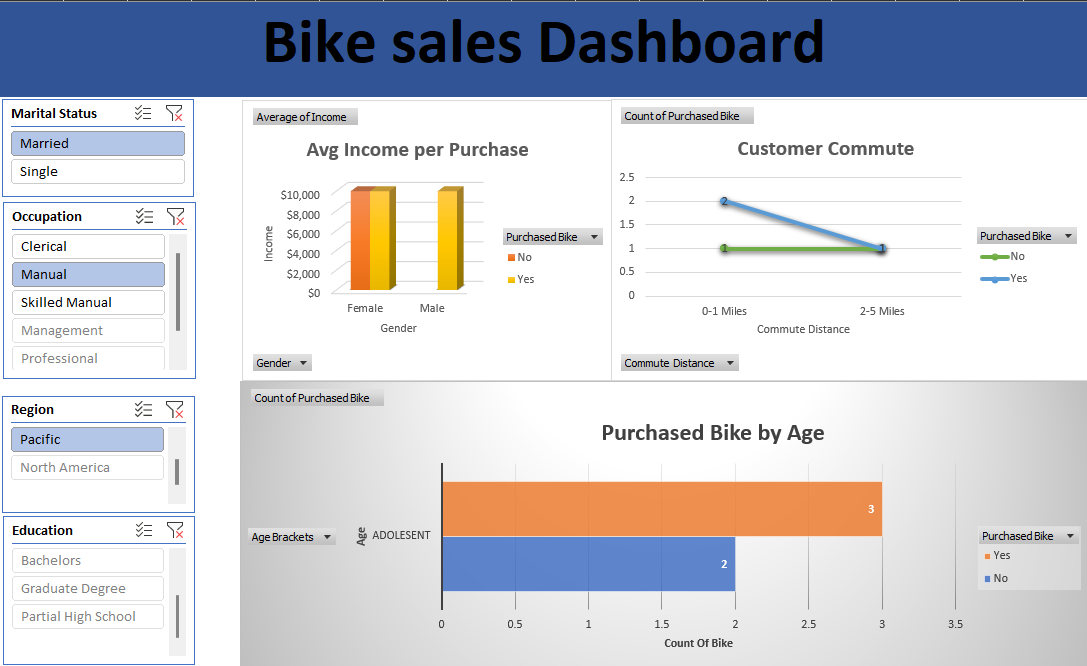 Bike sales Dashboard
Marital Status
Married
Single
Occupation
Clerical
Manual
Skilled Manual
Management
Professional
Region
Pacific
North America
Education
Bachelors
Graduate Degree
Partial High School
Average of Income
Avg Income per Purchase
$10,000
$8,000
$6,000
$4,000
$2,000
$0
Income
Female Male
Gender
Purchased Bike
No
Yes
Gender
Count of Purchased Bike
Customer Commute
2.5
2
1.5
1
0.5
0
2
1
1
0-1 Miles 2-5 Miles
Commute Distance
Purchased Bike
No
Yes
Commute Distance
Count of Purchased Bike
Purchased Bike by Age
Age Brackets
Age
ADOLESENT
3
2
0 0.5 1 1.5 2 2.5 3 3.5
Count Of Bike
Purchased Bike
Yes
No